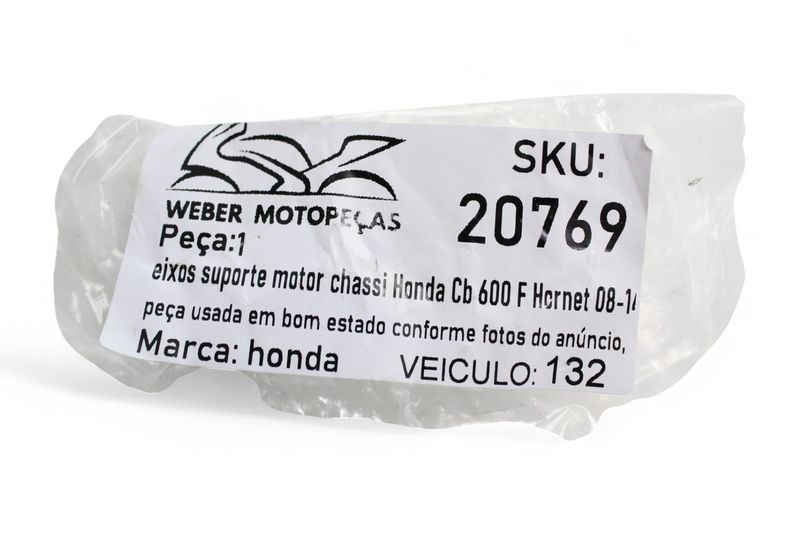 WEBER MOTOPEÇAS
SKU:
20769
Peça:1
eixos suporte motor chassi Honda Cb 600 F Hornet 08-14
peça usada em bom estado conforme fotos do anúncio,
Marca: honda
VEICULO: 132